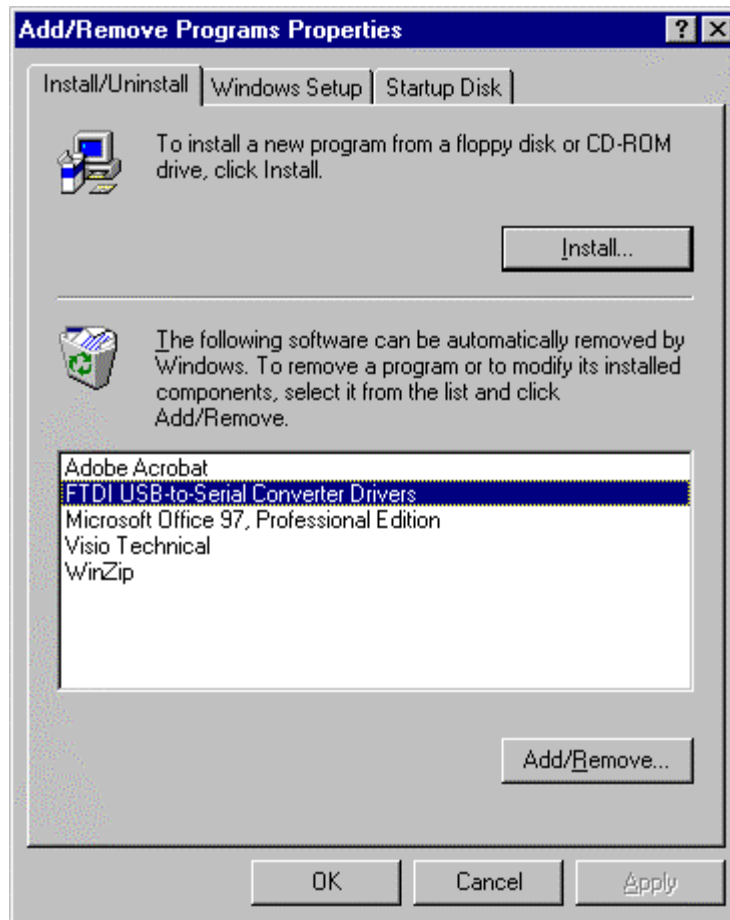 Add/Remove Programs Properties
Install/Uninstall Windows Setup Startup Disk
To install a new program from a floppy disk or CD-ROM
drive, click Install.
Install...
The following software can be automatically removed by
Windows. To remove a program or to modify its installed
components, select it from the list and click
Add/Remove.
Adobe Acrobat
FTDI USB-to-Serial Converter Drivers
Microsoft Office 97, Professional Edition
Visio Technical
WinZip
Add/Remove...
OK Cancel Apply